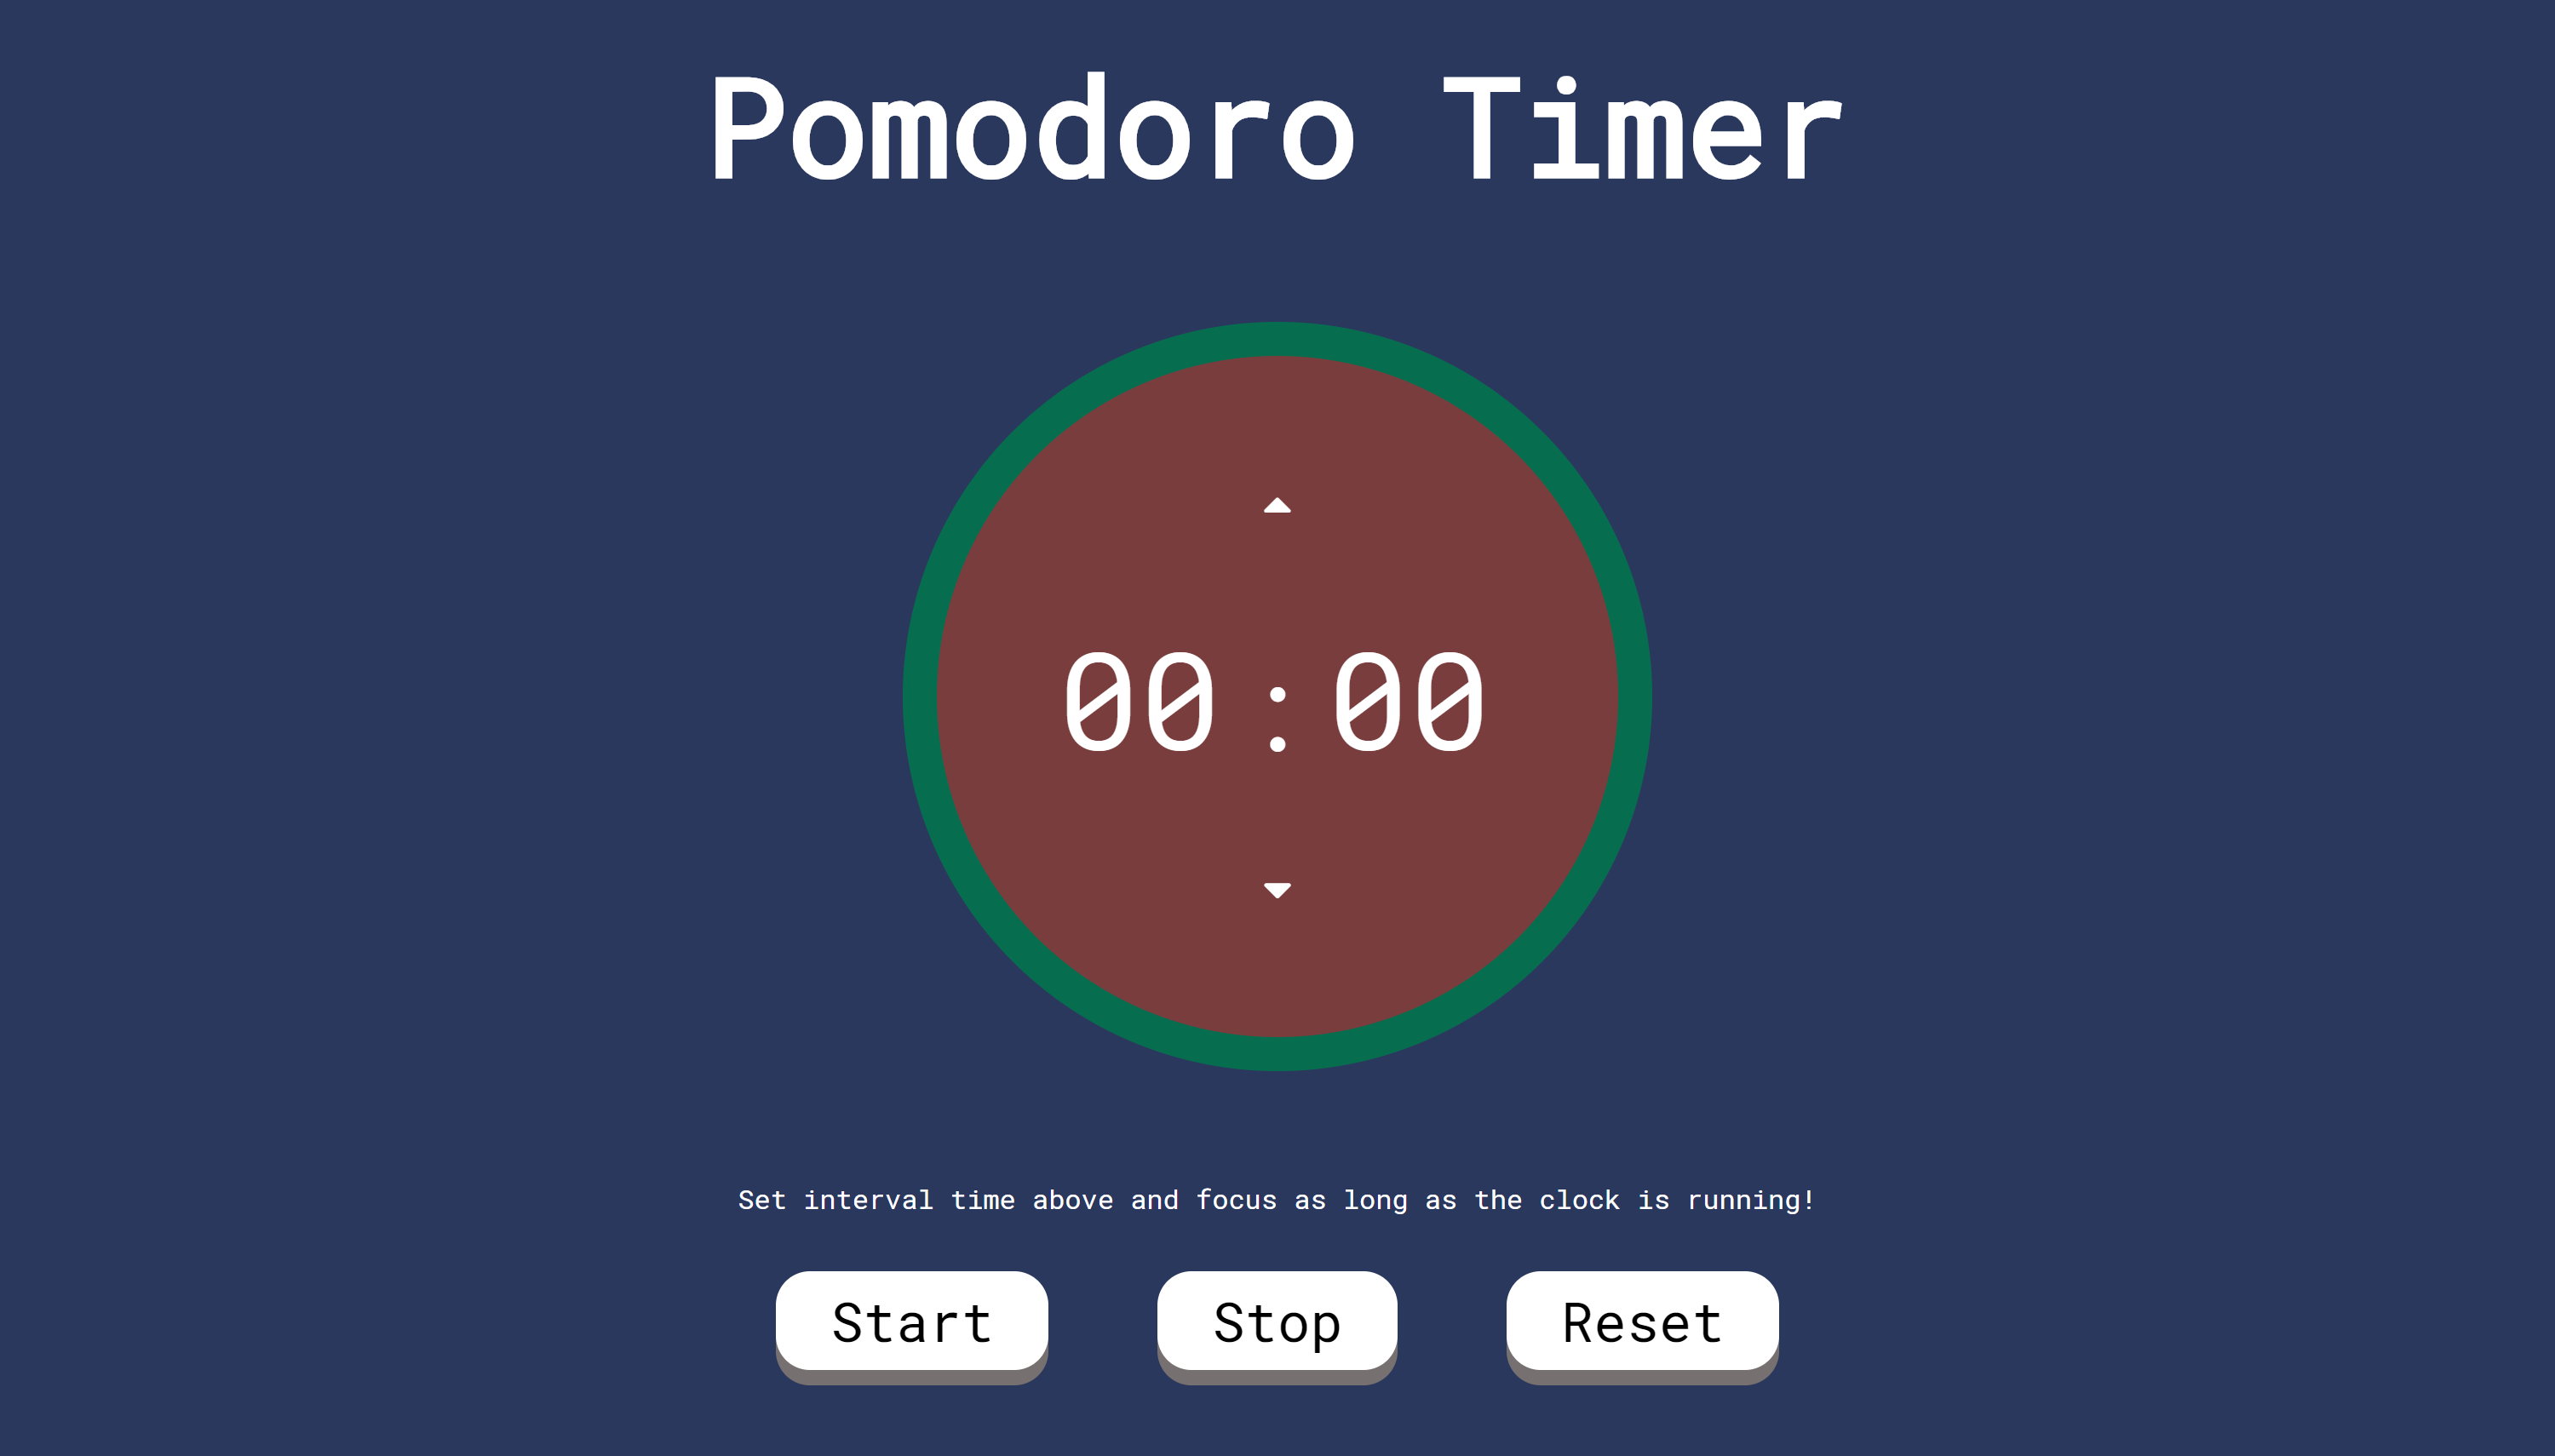 Pomodoro Timer
00:00
Set interval time above and focus as long as the clock is running!
Start Stop Reset